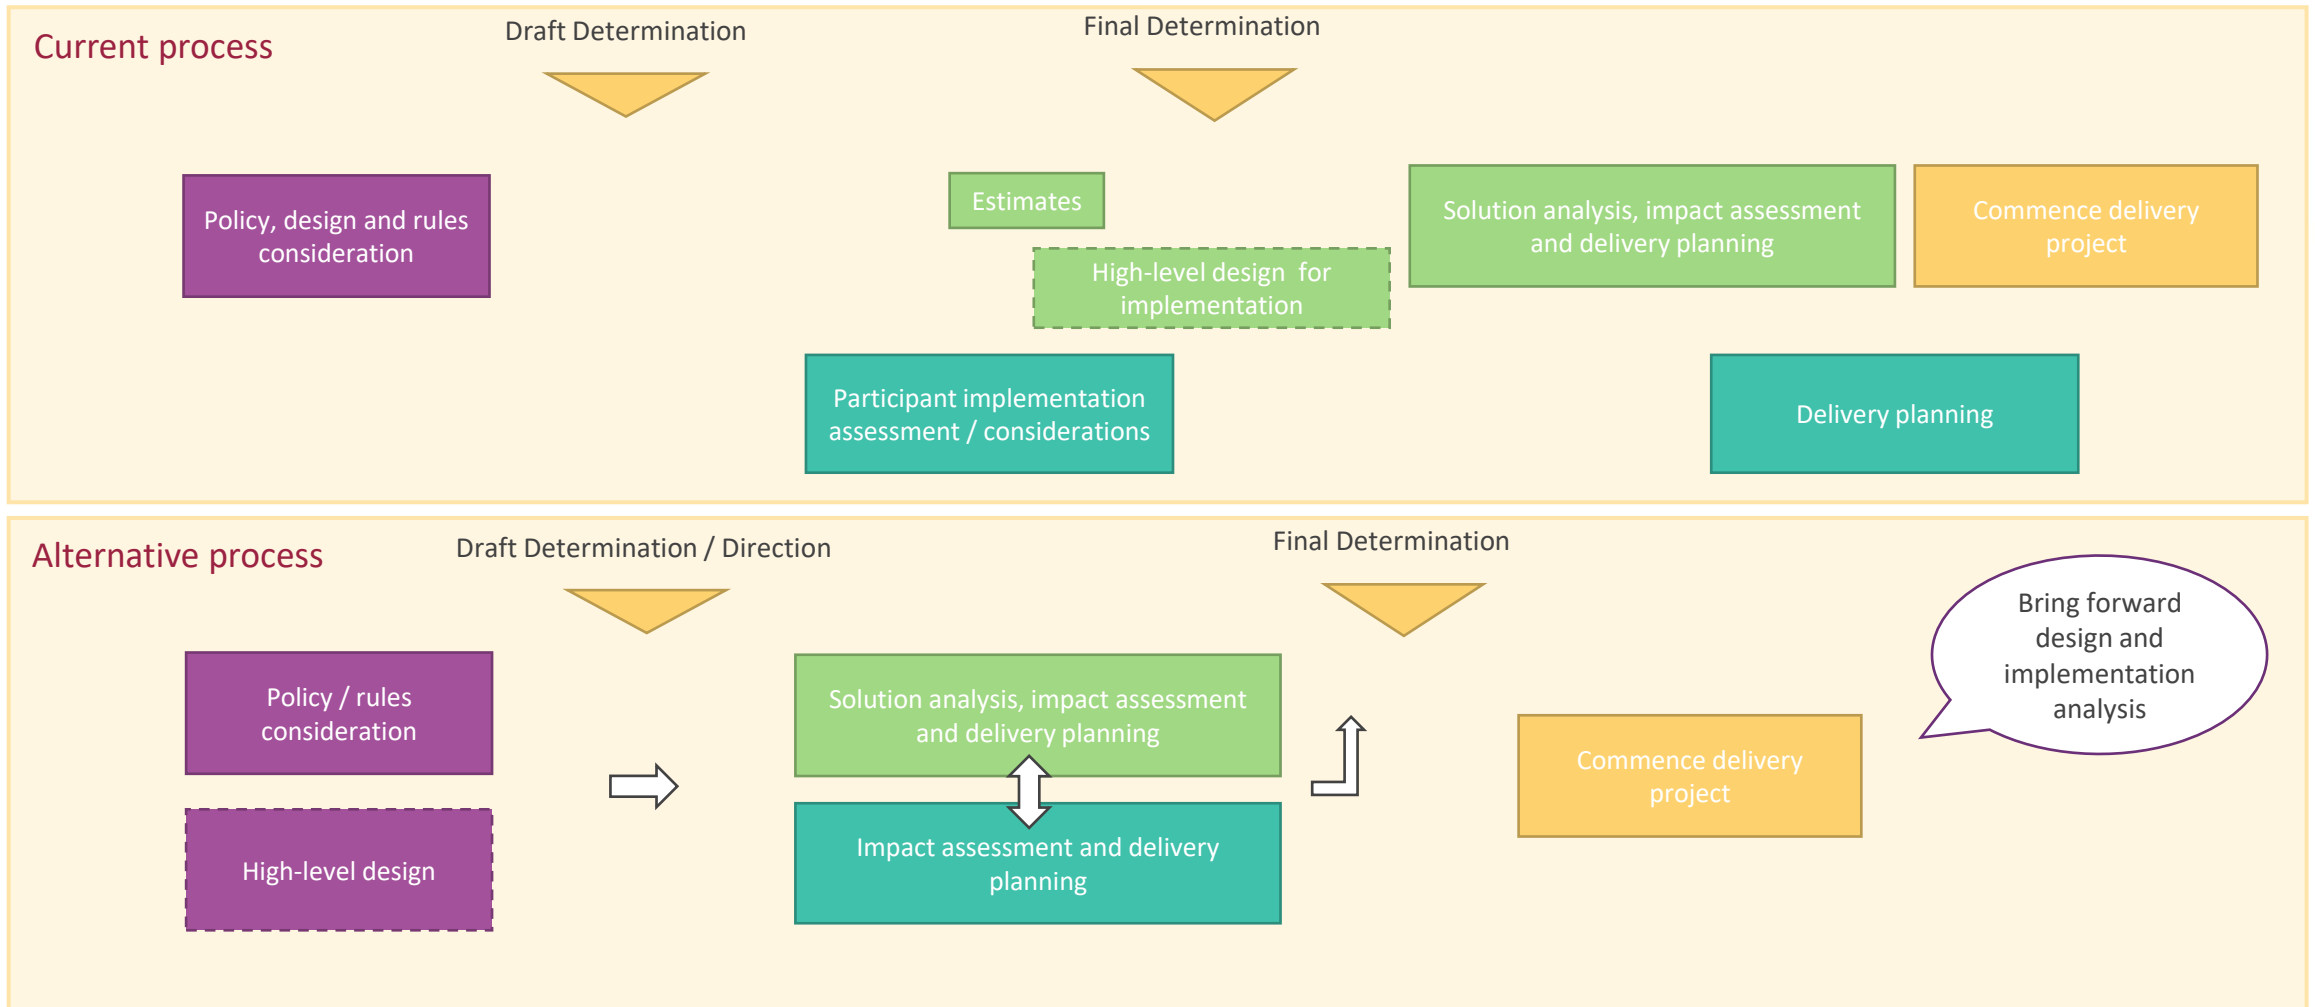 Current process
Draft Determination
Final Determination
Policy, design and rules
consideration
Estimates
High-level design for
implementation
Solution analysis, impact assessment
and delivery planning
Commence delivery
project
Participant implementation
assessment / considerations
Delivery planning
Alternative process
Draft Determination / Direction
Final Determination
Policy / rules
consideration
High-level design
Solution analysis, impact assessment
and delivery planning
Impact assessment and delivery
planning
Commence delivery
project
Bring forward
design and
implementation
analysis